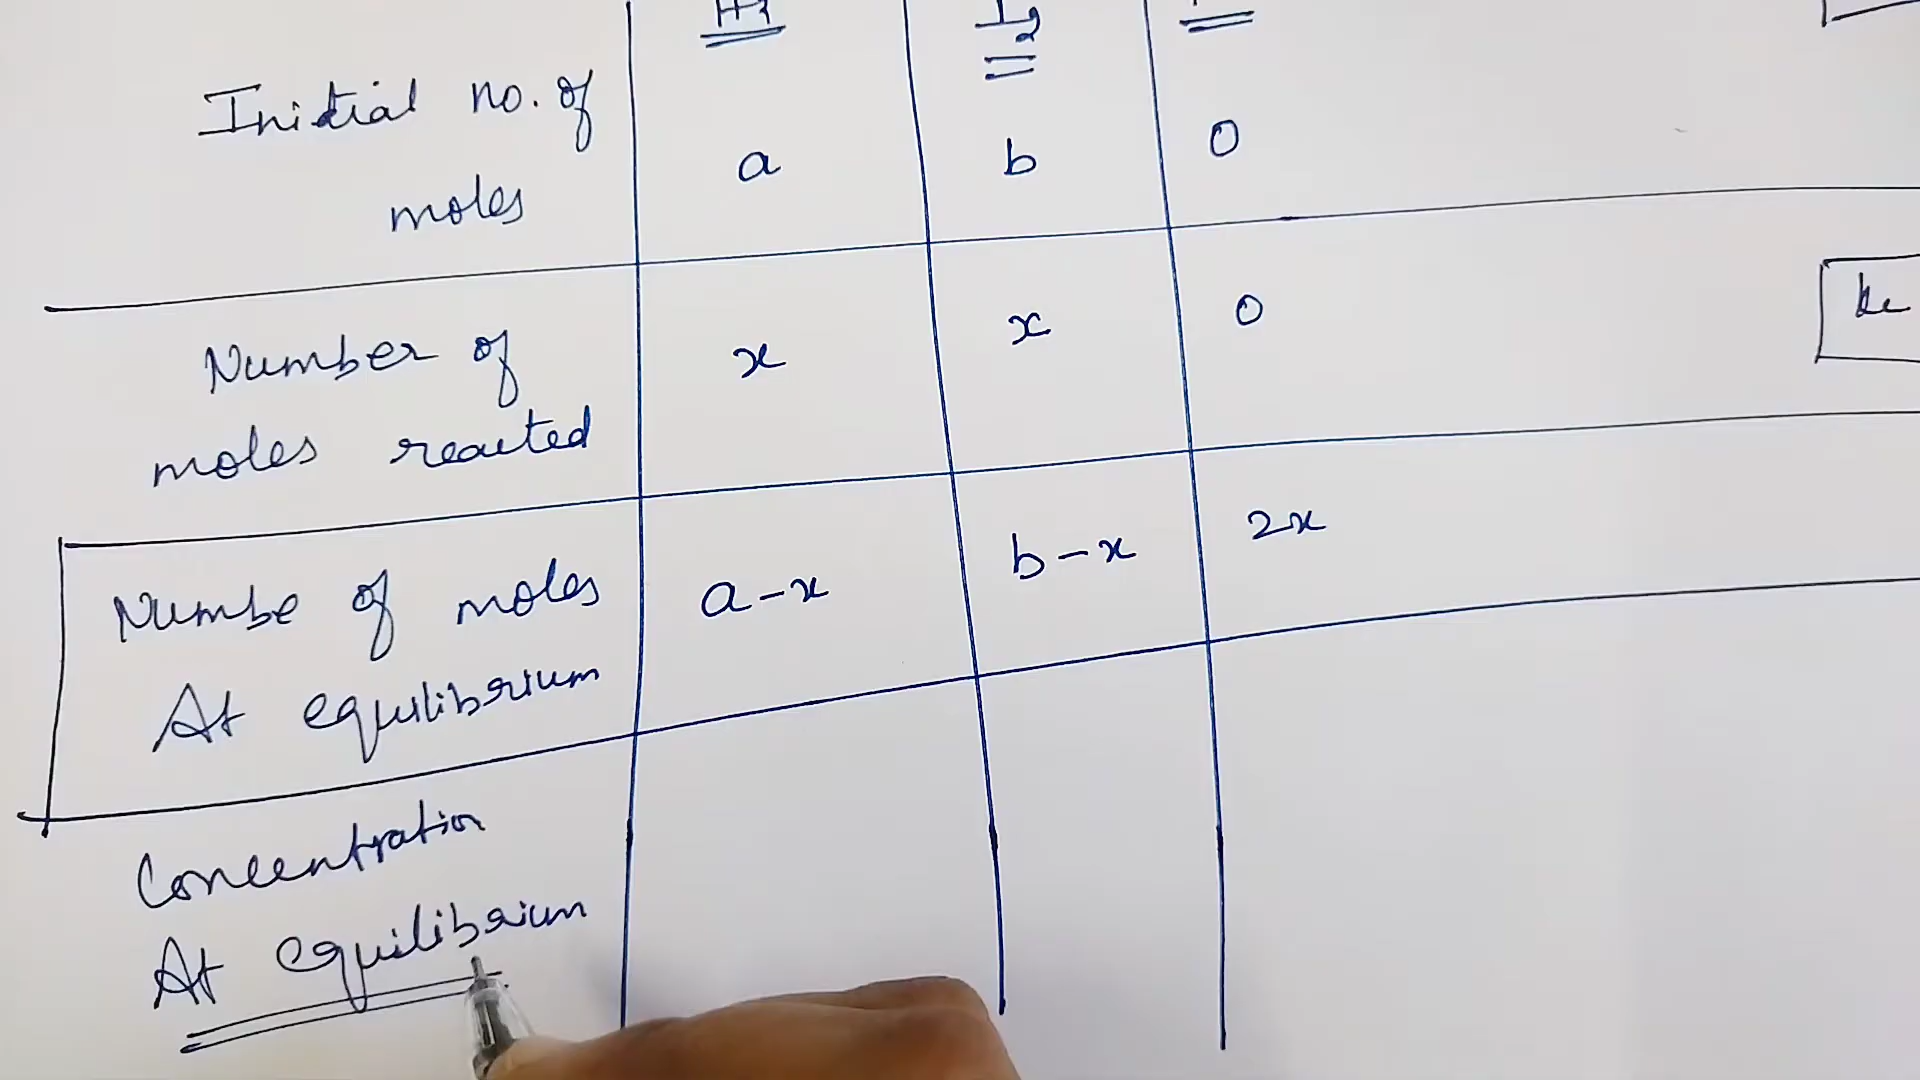 I₂
Initial no. of
moles a b 0
Number of
moles reacted x x 0
Numbe of moles
At equilibrium a-x b-x 2x
Concentration
At equilibrium